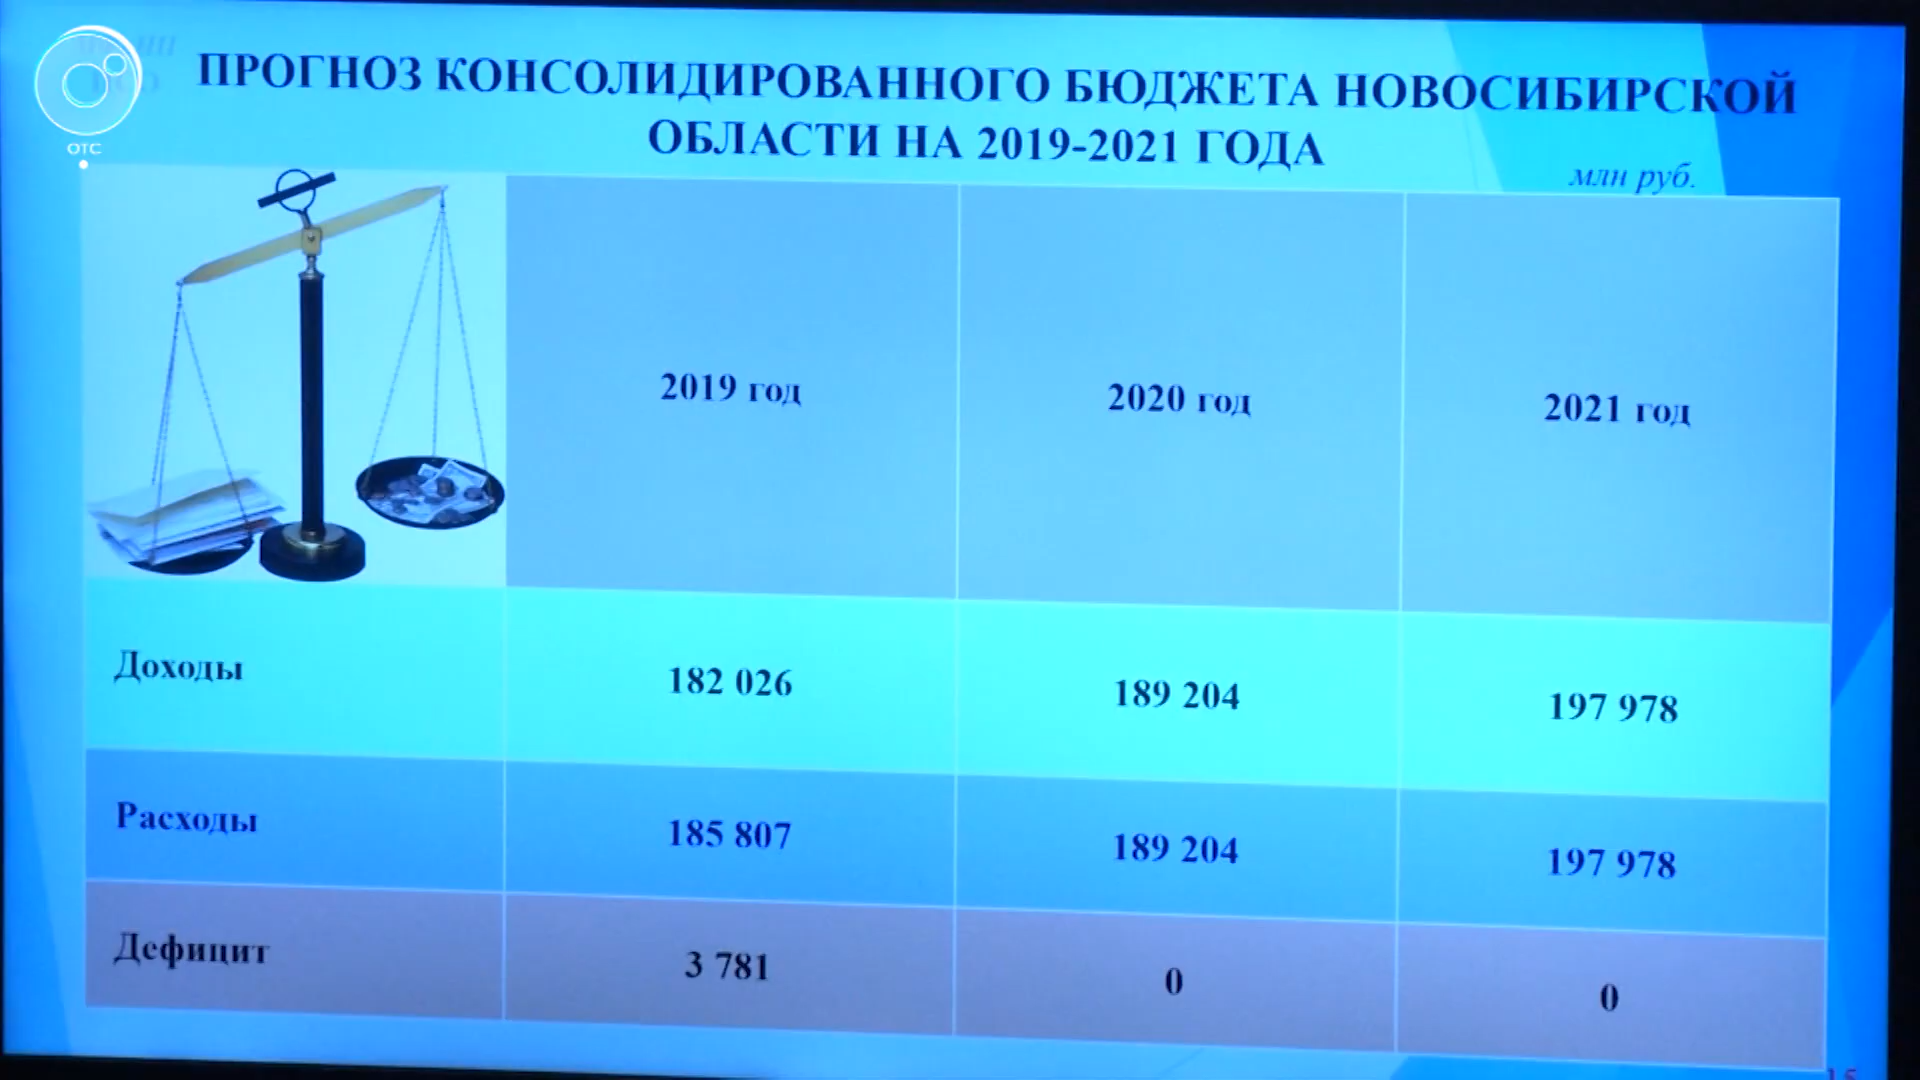 ОТС
ПРОГНОЗ КОНСОЛИДИРОВАННОГО БЮДЖЕТА НОВОСИБИРСКОЙ
ОБЛАСТИ НА 2019-2021 ГОДА
млн руб.
2019 год 2020 год 2021 год
Доходы 182 026 189 204 197 978
Расходы 185 807 189 204 197 978
Дефицит 3 781 0 0
15